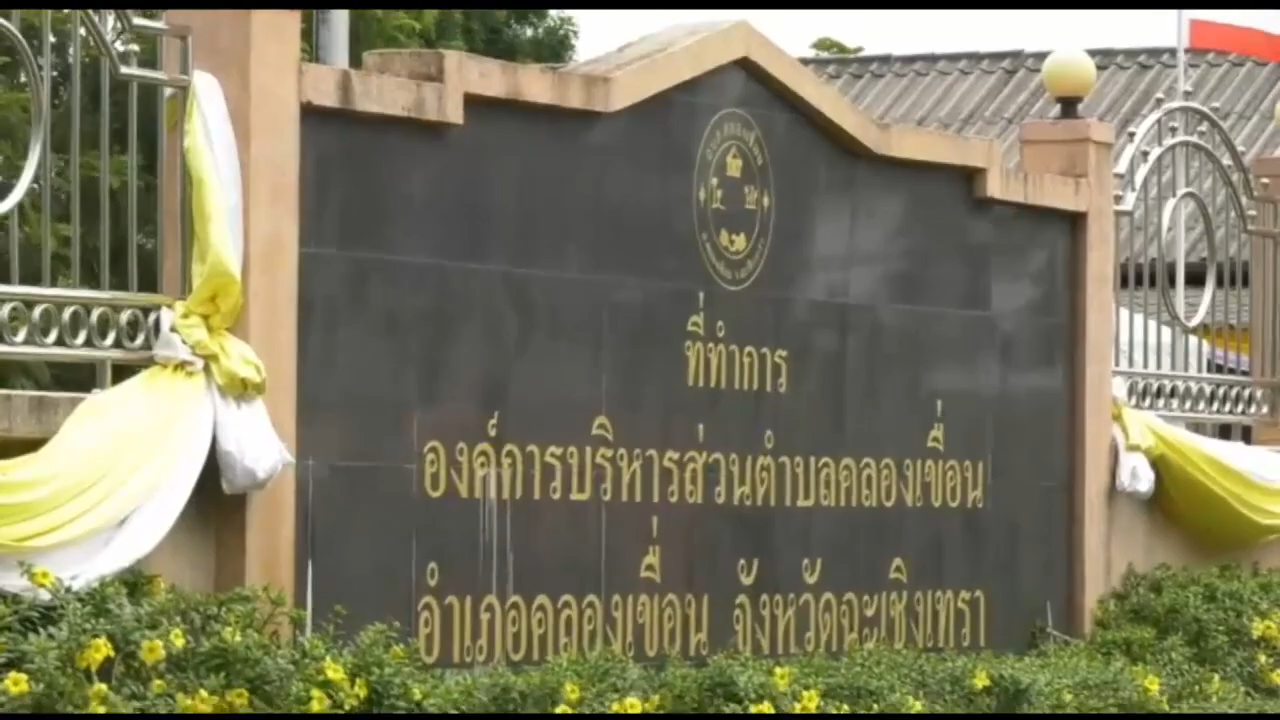 ที่ทำการ
องค์การบริหารส่วนตำบลคลองเขื่อน
อำเภอคลองเขื่อน จังหวัดฉะเชิงเทรา